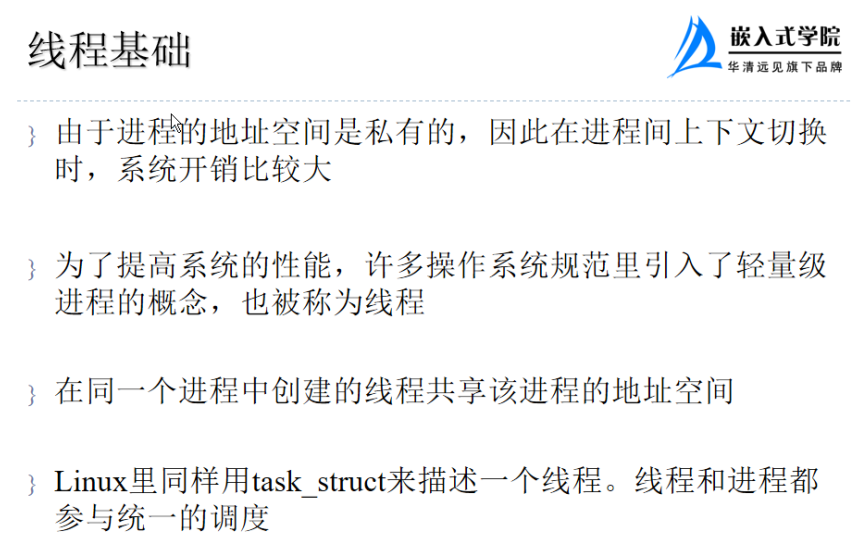 线程基础
嵌入式学院
华清远见旗下品牌
由于进程的地址空间是私有的，因此在进程间上下文切换
时，系统开销比较大
为了提高系统的性能，许多操作系统规范里引入了轻量级
进程的概念，也被称为线程
在同一个进程中创建的线程共享该进程的地址空间
Linux里同样用task_struct来描述一个线程。线程和进程都
参与统一的调度